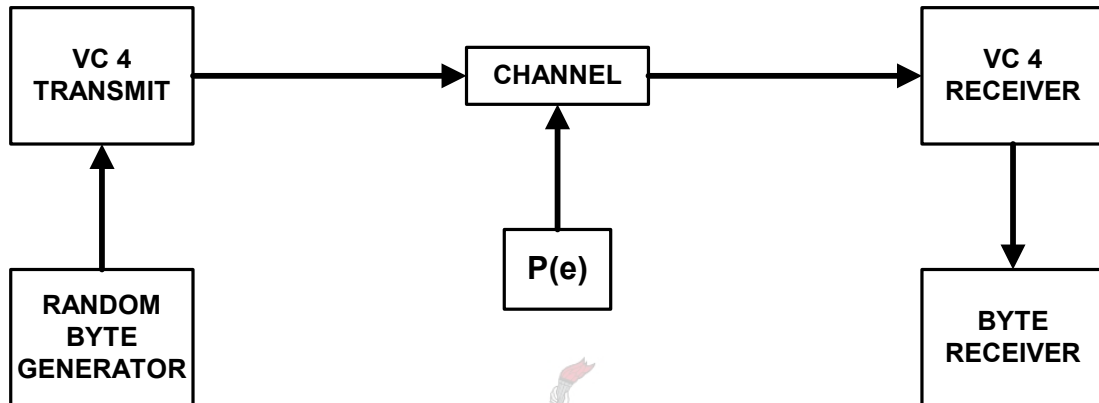 VC 4
TRANSMIT
CHANNEL
VC 4
RECEIVER
P(e)
RANDOM
BYTE
GENERATOR
BYTE
RECEIVER